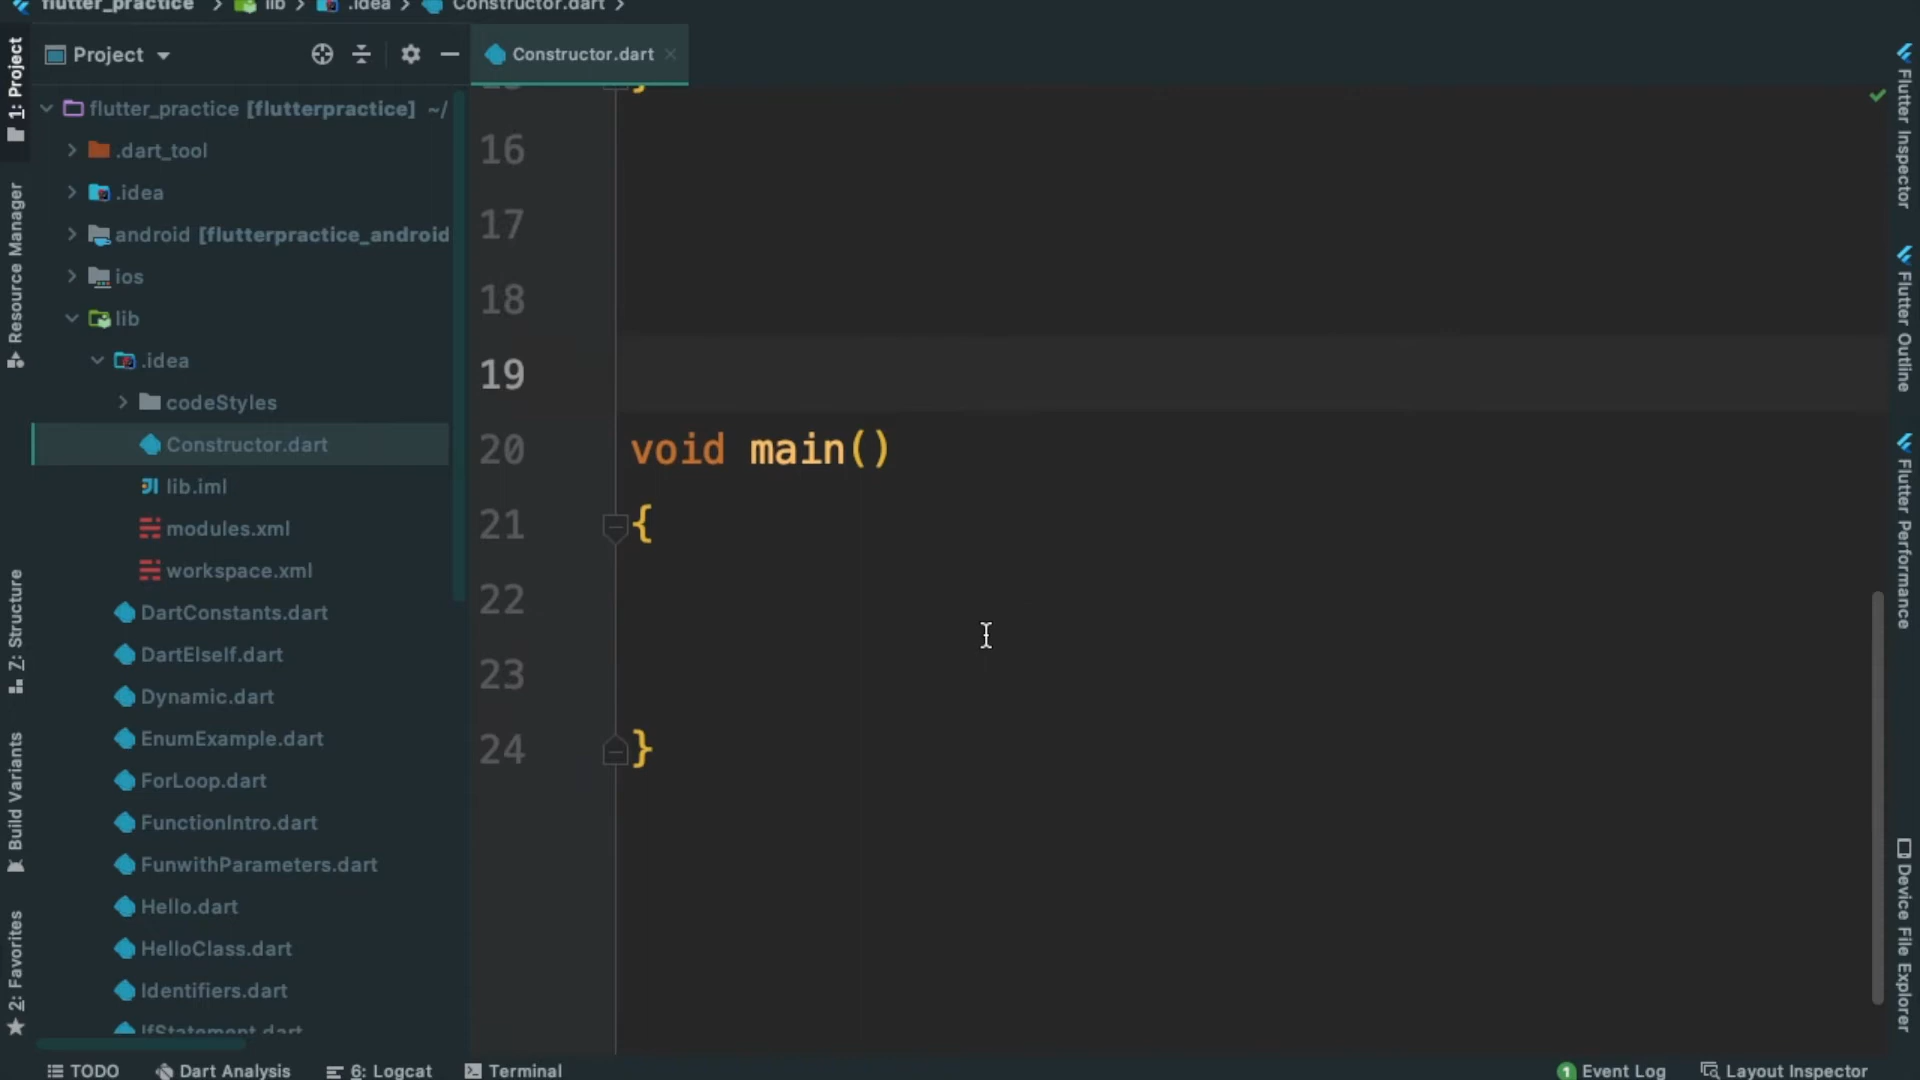 flutter_practice > lib > .idea > Constructor.dart >
Project
Constructor.dart
1: Project
Resource Manager
Z: Structure
Build Variants
2: Favorites
flutter_practice [flutterpractice] ~/
.dart_tool
.idea
android [flutterpractice_android
ios
lib
.idea
codeStyles
Constructor.dart
lib.iml
modules.xml
workspace.xml
DartConstants.dart
DartElseIf.dart
Dynamic.dart
EnumExample.dart
ForLoop.dart
FunctionIntro.dart
FunwithParameters.dart
Hello.dart
HelloClass.dart
Identifiers.dart
IfStatement.dart
}
16
17
18
19
20 void main()
21 {
22
23
24 }
Flutter Inspector
Flutter Outline
Flutter Performance
Device File Explorer
TODO
Dart Analysis
6: Logcat
Terminal
1 Event Log
Layout Inspector